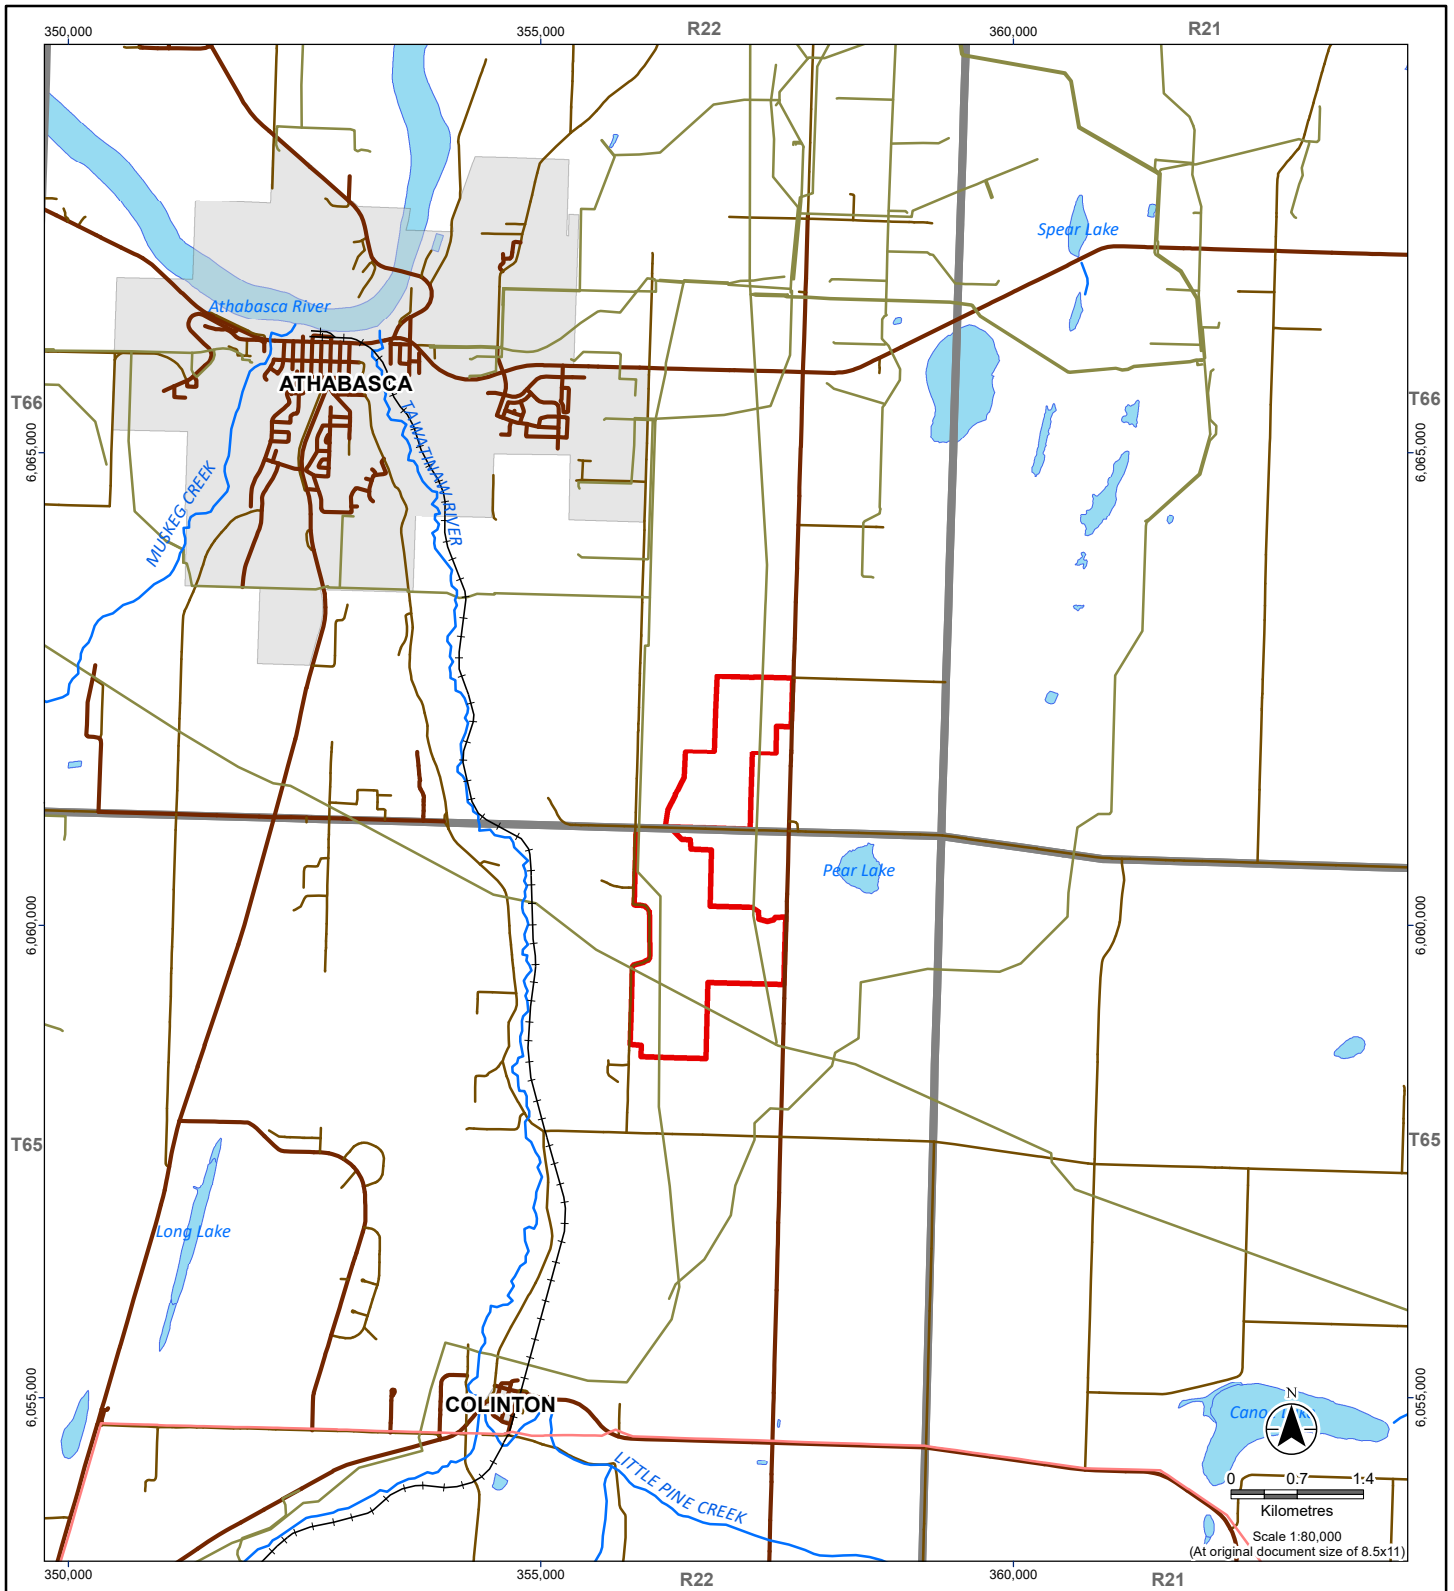 350,000
355,000
R22
360,000
R21
Spear Lake
Athabasca River
ATHABASCA
T66
T66
6,065,000
6,065,000
TAWATINAW RIVER
MUSKEG CREEK
Pear Lake
6,060,000
6,060,000
T65
T65
Long Lake
6,055,000
6,055,000
COLINTON
N
0 0.7 1.4
Kilometres
LITTLE PINE CREEK
Scale 1:80,000
(At original document size of 8.5x11)
350,000
355,000
R22
360,000
R21